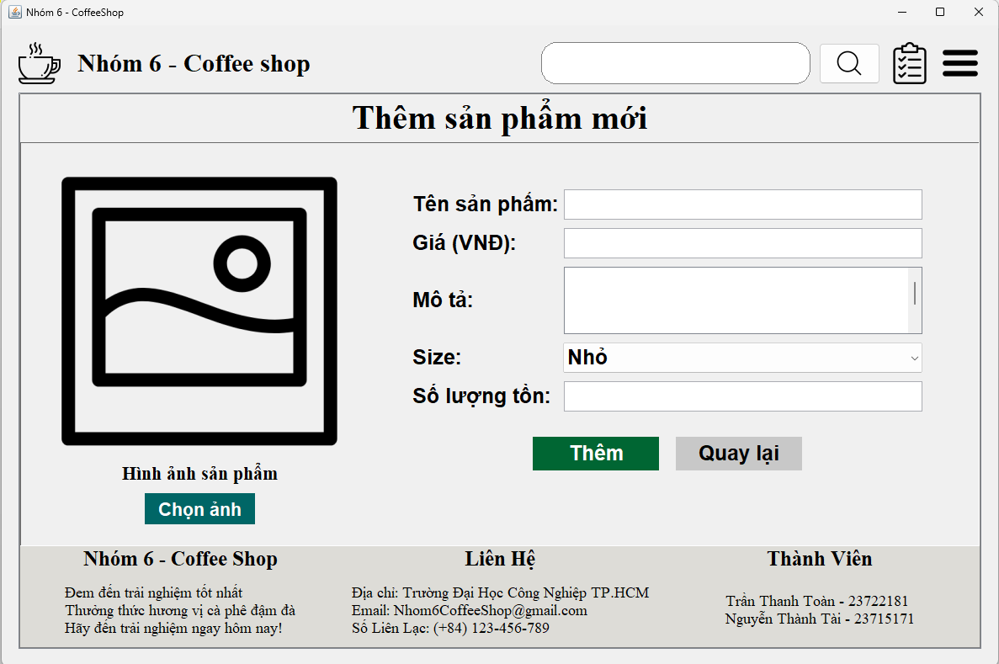 Nhóm 6 - CoffeeShop
Nhóm 6 - Coffee shop
Thêm sản phẩm mới
Tên sản phẩm:
Giá (VNĐ):
Mô tả:
Size:
Nhỏ
Số lượng tồn:
Thêm
Quay lại
Hình ảnh sản phẩm
Chọn ảnh
Nhóm 6 - Coffee Shop
Đem đến trải nghiệm tốt nhất
Thưởng thức hương vị cà phê đậm đà
Hãy đến trải nghiệm ngay hôm nay!
Liên Hệ
Địa chỉ: Trường Đại Học Công Nghiệp TP.HCM
Email: Nhom6CoffeeShop@gmail.com
Số Liên Lạc: (+84) 123-456-789
Thành Viên
Trần Thanh Toàn - 23722181
Nguyễn Thành Tài - 23715171